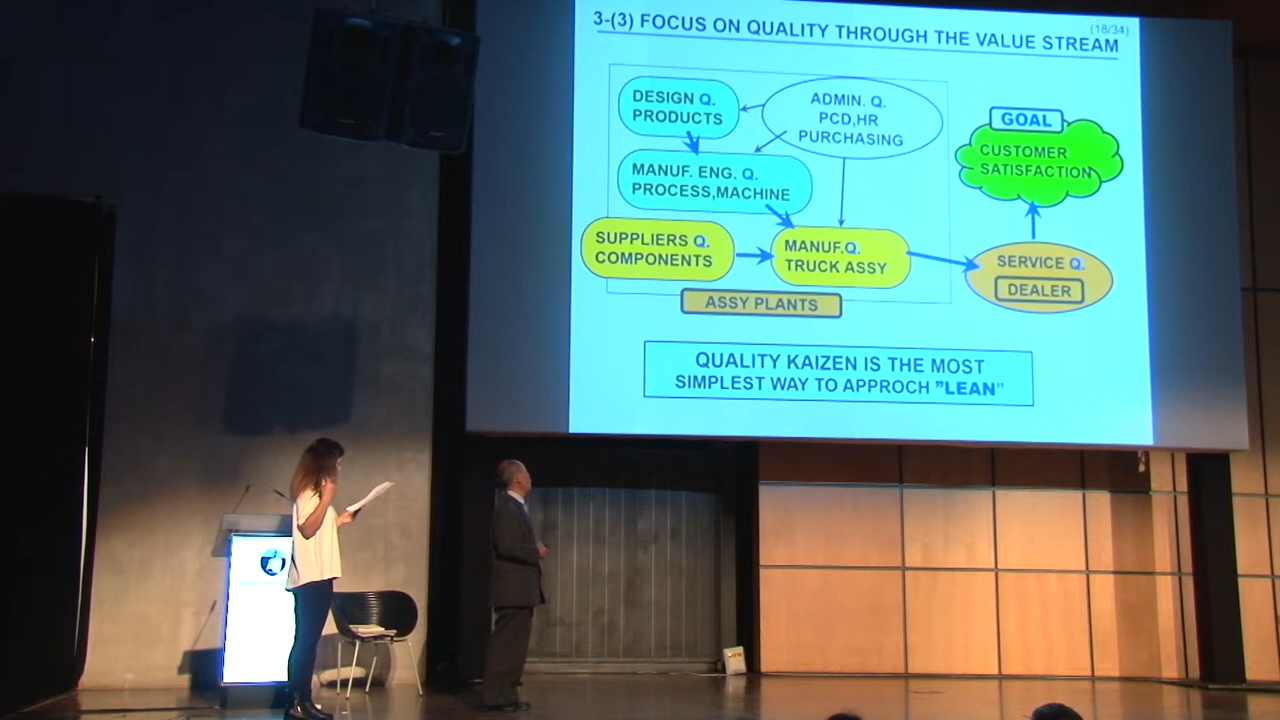 (18/34)
3-(3) FOCUS ON QUALITY THROUGH THE VALUE STREAM
DESIGN Q.
PRODUCTS
ADMIN. Q.
PCD,HR
PURCHASING
GOAL
CUSTOMER
SATISFACTION
MANUF. ENG. Q.
PROCESS,MACHINE
SUPPLIERS Q.
COMPONENTS
MANUF.Q.
TRUCK ASSY
SERVICE Q.
DEALER
ASSY PLANTS
QUALITY KAIZEN IS THE MOST
SIMPLEST WAY TO APPROCH "LEAN"